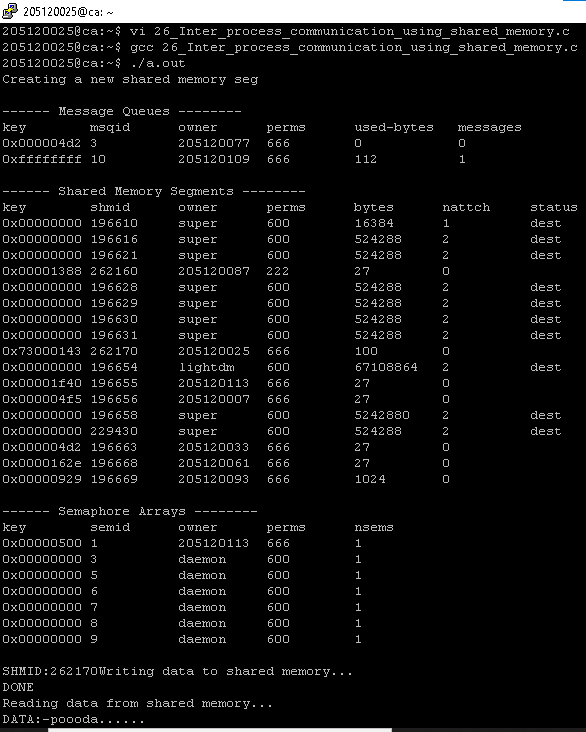 205120025@ca: ~
205120025@ca:~$ vi 26_Inter_process_communication_using_shared_memory.c
205120025@ca:~$ gcc 26_Inter_process_communication_using_shared_memory.c
205120025@ca:~$ ./a.out
Creating a new shared memory seg
------ Message Queues --------
key msqid owner perms used-bytes messages
0x000004d2 3 205120077 666 0 0
0xffffffff 10 205120109 666 112 1
------ Shared Memory Segments --------
key shmid owner perms bytes nattch status
0x00000000 196610 super 600 16384 1 dest
0x00000000 196616 super 600 524288 2 dest
0x00000000 196621 super 600 524288 2 dest
0x00001388 262160 205120087 222 27 0
0x00000000 196628 super 600 524288 2 dest
0x00000000 196629 super 600 524288 2 dest
0x00000000 196630 super 600 524288 2 dest
0x00000000 196631 super 600 524288 2 dest
0x73000143 262170 205120025 666 100 0
0x00000000 196654 lightdm 600 67108864 2 dest
0x00001f40 196655 205120113 666 27 0
0x000004f5 196656 205120007 666 27 0
0x00000000 196658 super 600 5242880 2 dest
0x00000000 229430 super 600 524288 2 dest
0x000004d2 196663 205120033 666 27 0
0x0000162e 196668 205120061 666 27 0
0x00000929 196669 205120093 666 1024 0
------ Semaphore Arrays --------
key semid owner perms nsems
0x00000500 1 205120113 666 1
0x00000000 3 daemon 600 1
0x00000000 5 daemon 600 1
0x00000000 6 daemon 600 1
0x00000000 7 daemon 600 1
0x00000000 8 daemon 600 1
0x00000000 9 daemon 600 1
SHMID:262170Writing data to shared memory...
DONE
Reading data from shared memory...
DATA:-poooda......